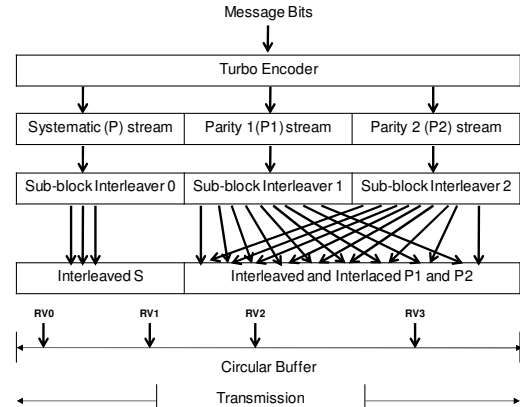 Message Bits
Turbo Encoder
Systematic (P) stream
Parity 1(P1) stream
Parity 2 (P2) stream
Sub-block Interleaver 0
Sub-block Interleaver 1
Sub-block Interleaver 2
Interleaved S
Interleaved and Interlaced P1 and P2
RV0
RV1
RV2
RV3
Circular Buffer
Transmission